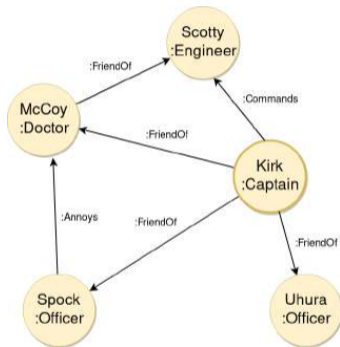 Scotty
:Engineer
:FriendOf
McCoy
:Doctor
:Commands
:FriendOf
Kirk
:Captain
:Annoys
:FriendOf
:FriendOf
Spock
:Officer
Uhura
:Officer